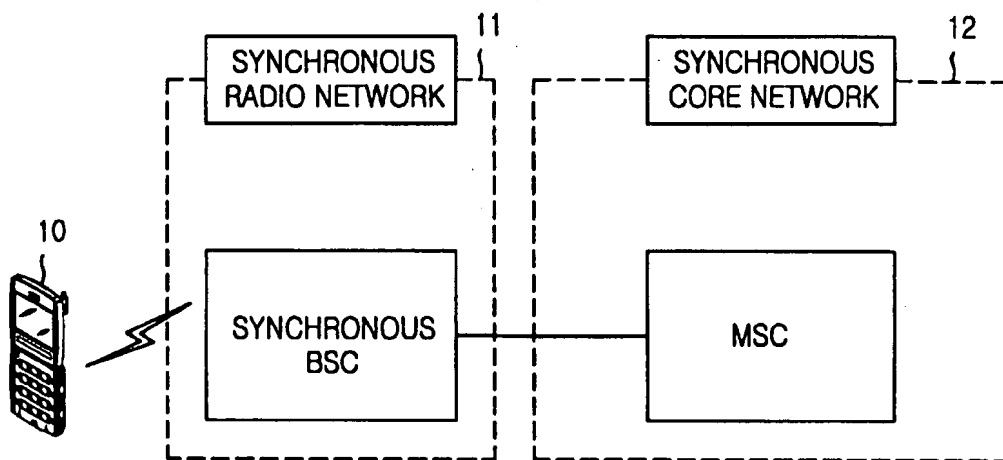 11
12
SYNCHRONOUS
RADIO NETWORK
SYNCHRONOUS
CORE NETWORK
10
SYNCHRONOUS
BSC
MSC